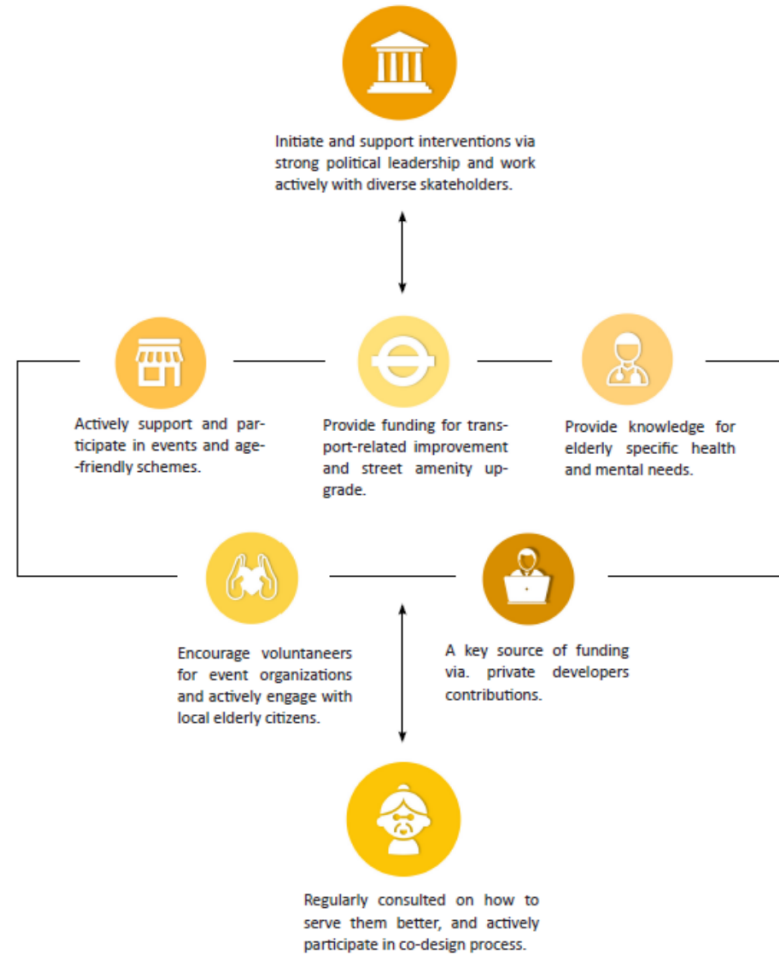 Initiate and support interventions via
strong political leadership and work
actively with diverse skateholders.
Actively support and par-
ticipate in events and age-
-friendly schemes.
Provide funding for trans-
port-related improvement
and street amenity up-
grade.
Provide knowledge for
elderly specific health
and mental needs.
Encourage voluntaneers
for event organizations
and actively engage with
local elderly citizens.
A key source of funding
via. private developers
contributions.
Regularly consulted on how to
serve them better, and actively
participate in co-design process.